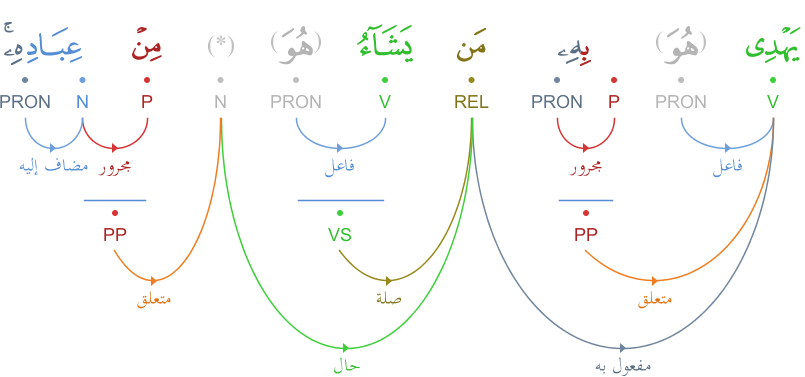 يَهْدِى (هُوَ) بِهِۦ مَن يَشَآءُ (هُوَ) (*) مِنْ عِبَادِهِۦۚ
V PRON P PRON REL V PRON N P N PRON
فاعل مجرور فاعل مجرور مضاف إليه
PP VS PP
متعلق صلة متعلق
مفعول به حال